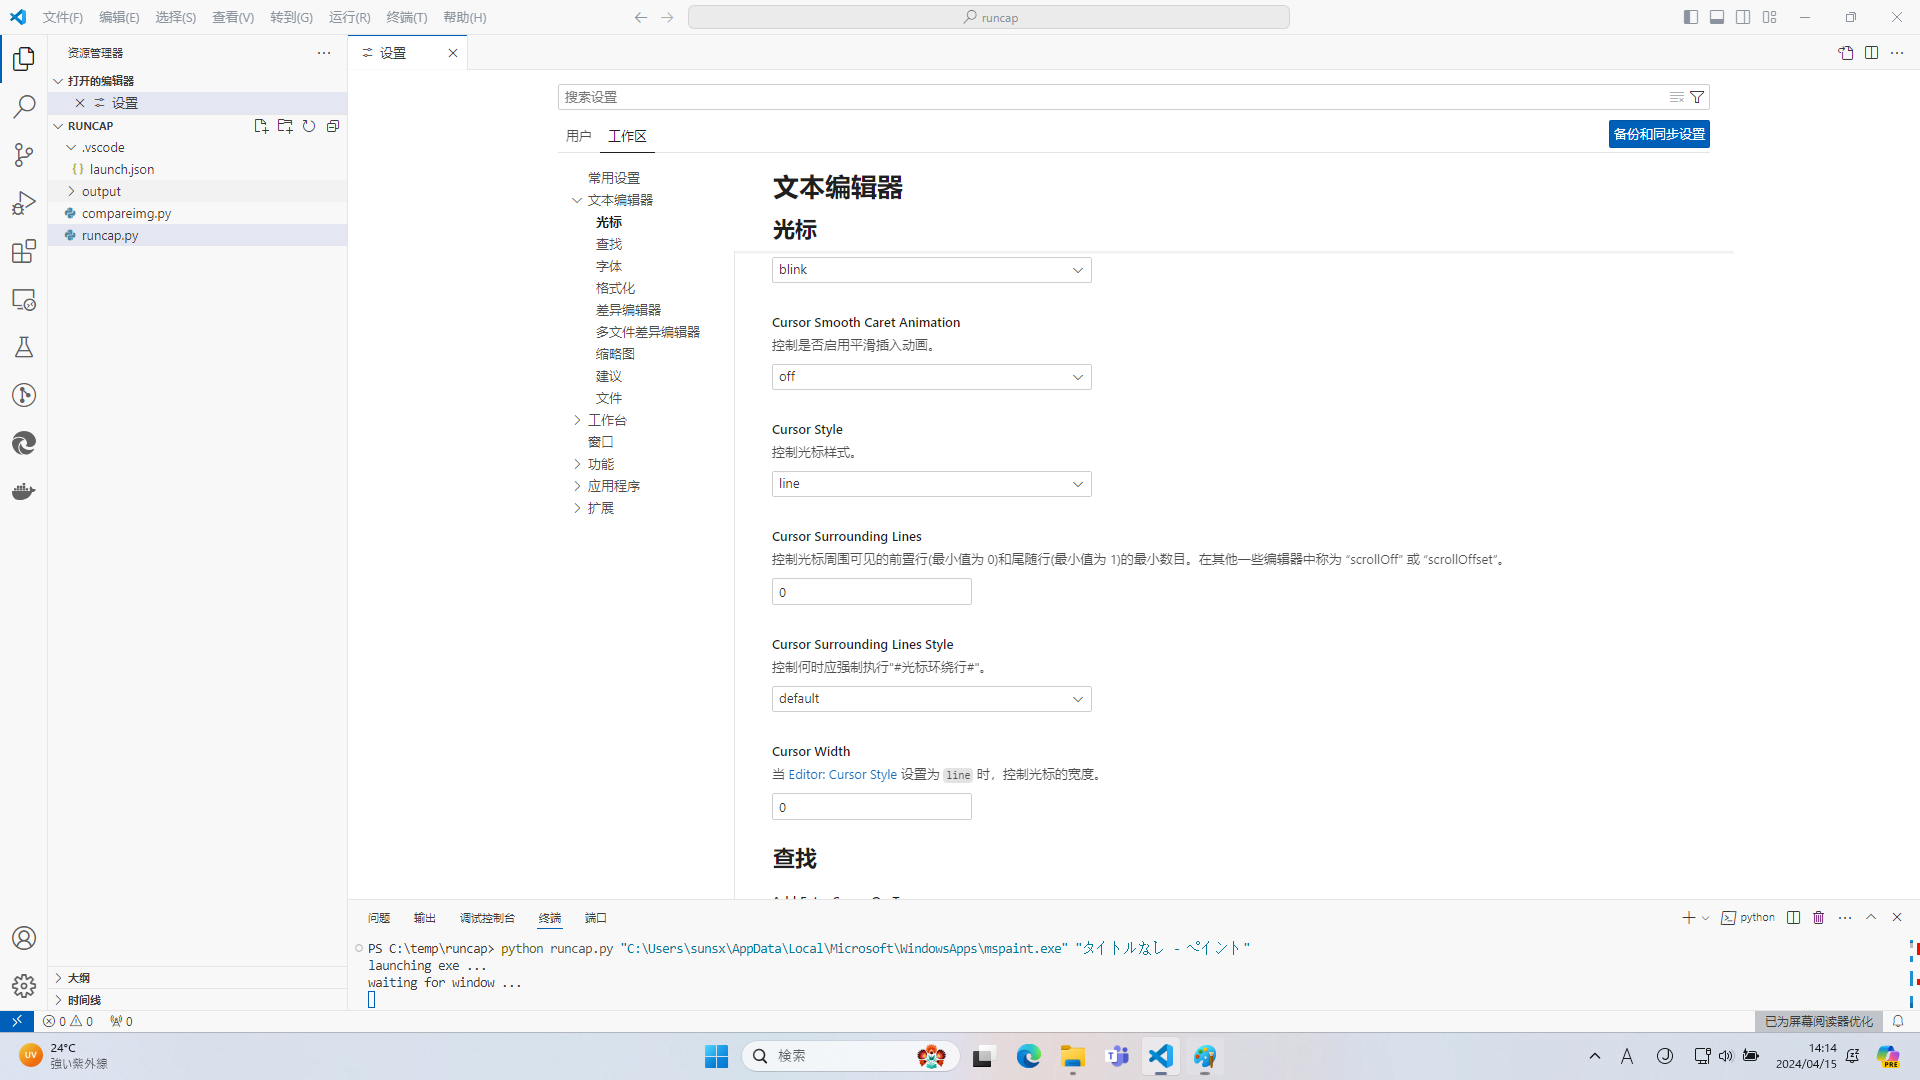 文件(F) 编辑(E) 选择(S) 查看(V) 转到(G) 运行(R) 终端(T) 帮助(H)
runcap
资源管理器
打开的编辑器
设置
RUNCAP
.vscode
launch.json
output
compareimg.py
runcap.py
大纲
时间线
设置
搜索设置
用户 工作区
备份和同步设置
常用设置
文本编辑器
光标
查找
字体
格式化
差异编辑器
多文件差异编辑器
缩略图
建议
文件
工作台
窗口
功能
应用程序
扩展
文本编辑器
光标
blink
Cursor Smooth Caret Animation
控制是否启用平滑插入动画。
off
Cursor Style
控制光标样式。
line
Cursor Surrounding Lines
控制光标周围可见的前置行(最小值为 0)和尾随行(最小值为 1)的最小数目。在其他一些编辑器中称为 “scrollOff” 或 “scrollOffset”。
0
Cursor Surrounding Lines Style
控制何时应强制执行"#光标环绕行#"。
default
Cursor Width
当 Editor: Cursor Style 设置为 line 时，控制光标的宽度。
0
查找
问题 输出 调试控制台 终端 端口
python
PS C:\temp\runcap> python runcap.py "C:\Users\sunsx\AppData\Local\Microsoft\WindowsApps\mspaint.exe" "タイトルなし - ペイント"
launching exe ...
waiting for window ...
0 0 0
已为屏幕阅读器优化
UV
24°C
強い紫外線
検索
A
14:14
2024/04/15
PRE